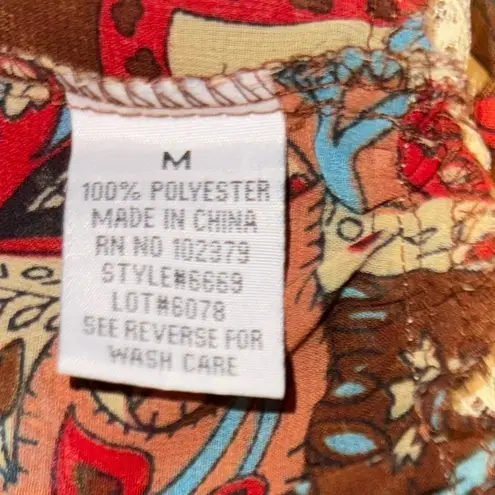 M
100% POLYESTER
MADE IN CHINA
RN NO 102379
STYLE#6669
LOT#6078
SEE REVERSE FOR
WASH CARE